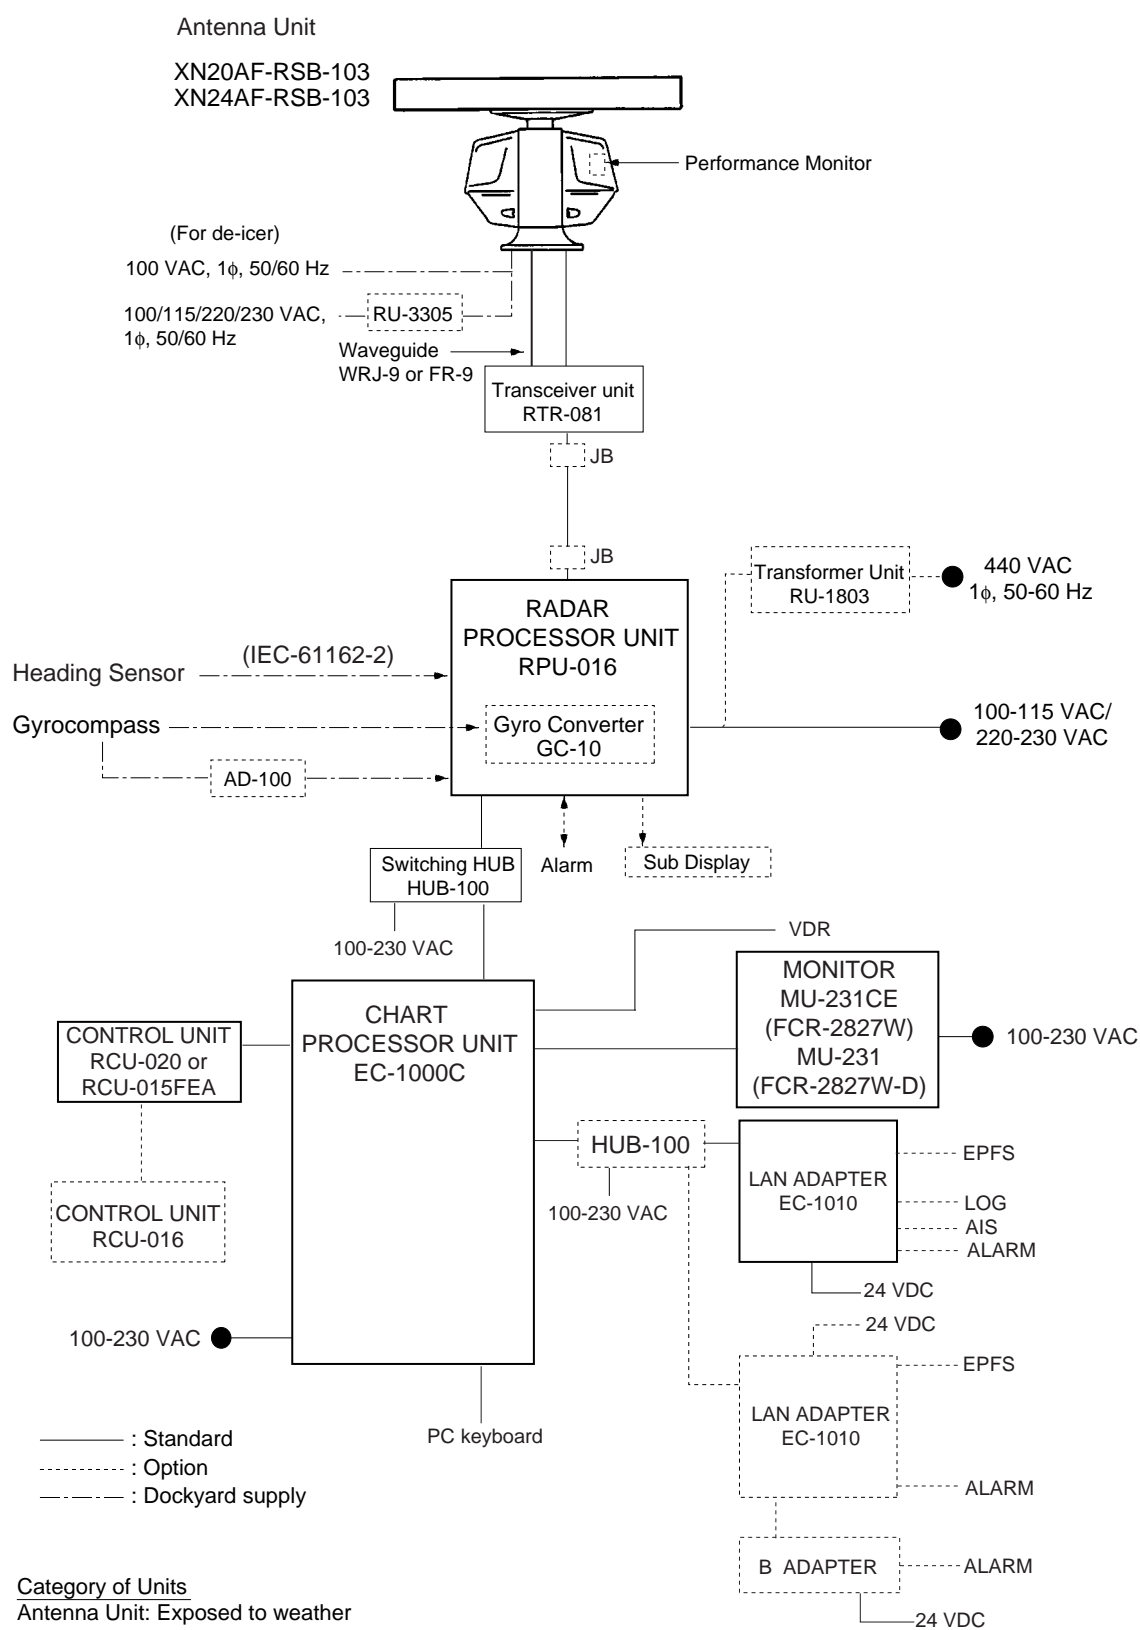 Antenna Unit
XN20AF-RSB-103
XN24AF-RSB-103
Performance Monitor
(For de-icer)
100 VAC, 1ϕ, 50/60 Hz
100/115/220/230 VAC,
1ϕ, 50/60 Hz
RU-3305
Waveguide
WRJ-9 or FR-9
Transceiver unit
RTR-081
JB
JB
RADAR
PROCESSOR UNIT
RPU-016
Transformer Unit
RU-1803
440 VAC
1ϕ, 50-60 Hz
Heading Sensor
(IEC-61162-2)
Gyrocompass
Gyro Converter
GC-10
100-115 VAC/
220-230 VAC
AD-100
Switching HUB
HUB-100
Alarm
Sub Display
100-230 VAC
VDR
CHART
PROCESSOR UNIT
EC-1000C
MONITOR
MU-231CE
(FCR-2827W)
MU-231
(FCR-2827W-D)
100-230 VAC
CONTROL UNIT
RCU-020 or
RCU-015FEA
HUB-100
100-230 VAC
LAN ADAPTER
EC-1010
EPFS
LOG
AIS
ALARM
24 VDC
CONTROL UNIT
RCU-016
100-230 VAC
24 VDC
EPFS
LAN ADAPTER
EC-1010
ALARM
PC keyboard
: Standard
: Option
: Dockyard supply
B ADAPTER
ALARM
24 VDC
Category of Units
Antenna Unit: Exposed to weather